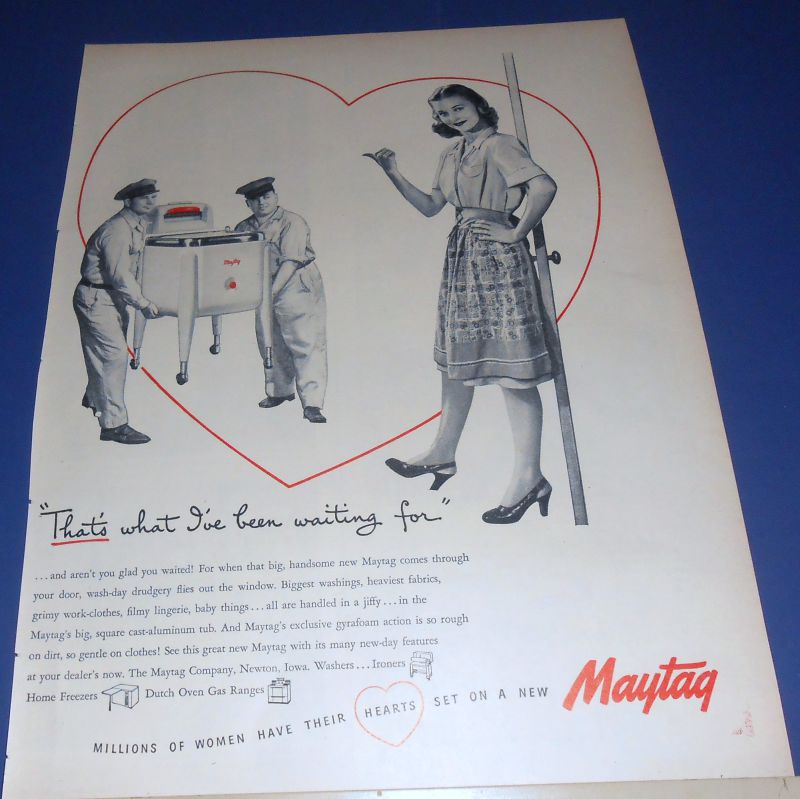 Maytag
"That's what I've been waiting for"
...and aren't you glad you waited! For when that big, handsome new Maytag comes through
your door, wash-day drudgery flies out the window. Biggest washings, heaviest fabrics,
grimy work-clothes, filmy lingerie, baby things...all are handled in a jiffy...in the
Maytag's big, square cast-aluminum tub. And Maytag's exclusive gyrafoam action is so rough
on dirt, so gentle on clothes! See this great new Maytag with its many new-day features
at your dealer's now. The Maytag Company, Newton, Iowa. Washers...Ironers
Home Freezers Dutch Oven Gas Ranges
MILLIONS OF WOMEN HAVE THEIR HEARTS SET ON A NEW Maytag